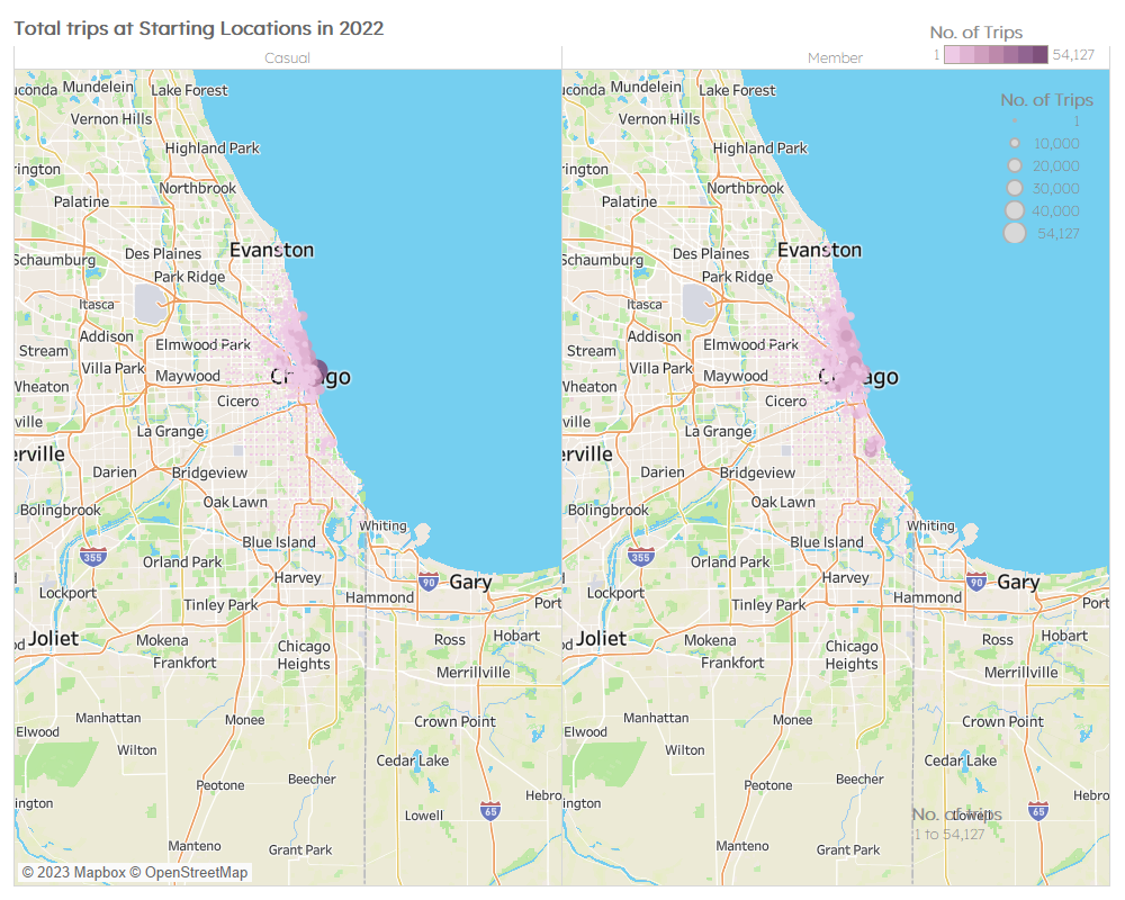 Total trips at Starting Locations in 2022
No. of Trips
1 54,127
Casual
Member
No. of Trips
1
10,000
20,000
30,000
40,000
54,127
uconda Mundelein Lake Forest
Vernon Hills
Highland Park
rington
Northbrook
Palatine
Evanston
Schaumburg Des Plaines
Park Ridge
Itasca
Addison
Elmwood Park
Stream
Villa Park Maywood
Wheaton
Cicero
ville
La Grange
erville
Darien Bridgeview
Oak Lawn
Bolingbrook
Whiting
Blue Island
355 Orland Park
Harvey 90 Gary
Lockport Hammond
Tinley Park Port
Joliet Mokena Chicago Heights Ross Hobart
Frankfort
Merrillville
Manhattan Monee Crown Point
Elwood
Wilton
Cedar Lake
Peotone Beecher
Hebro
ington
Lowell 65
Manteno
Grant Park
© 2023 Mapbox © OpenStreetMap
uconda Mundelein Lake Forest
Vernon Hills
Highland Park
rington
Northbrook
Palatine
Evanston
Schaumburg Des Plaines
Park Ridge
Itasca
Addison
Elmwood Park
Stream
Villa Park Maywood
Wheaton
Cicero
ville
La Grange
erville
Darien Bridgeview
Oak Lawn
Bolingbrook
Whiting
Blue Island
355 Orland Park
Harvey 90 Gary
Lockport Hammond
Tinley Park Port
Joliet Mokena Chicago Heights Ross Hobart
Frankfort
Merrillville
Manhattan Monee Crown Point
Elwood
Wilton
Cedar Lake
Peotone Beecher
Hebro
ington
Lowell 65
No. of trips
1 to 54,127
Manteno
Grant Park